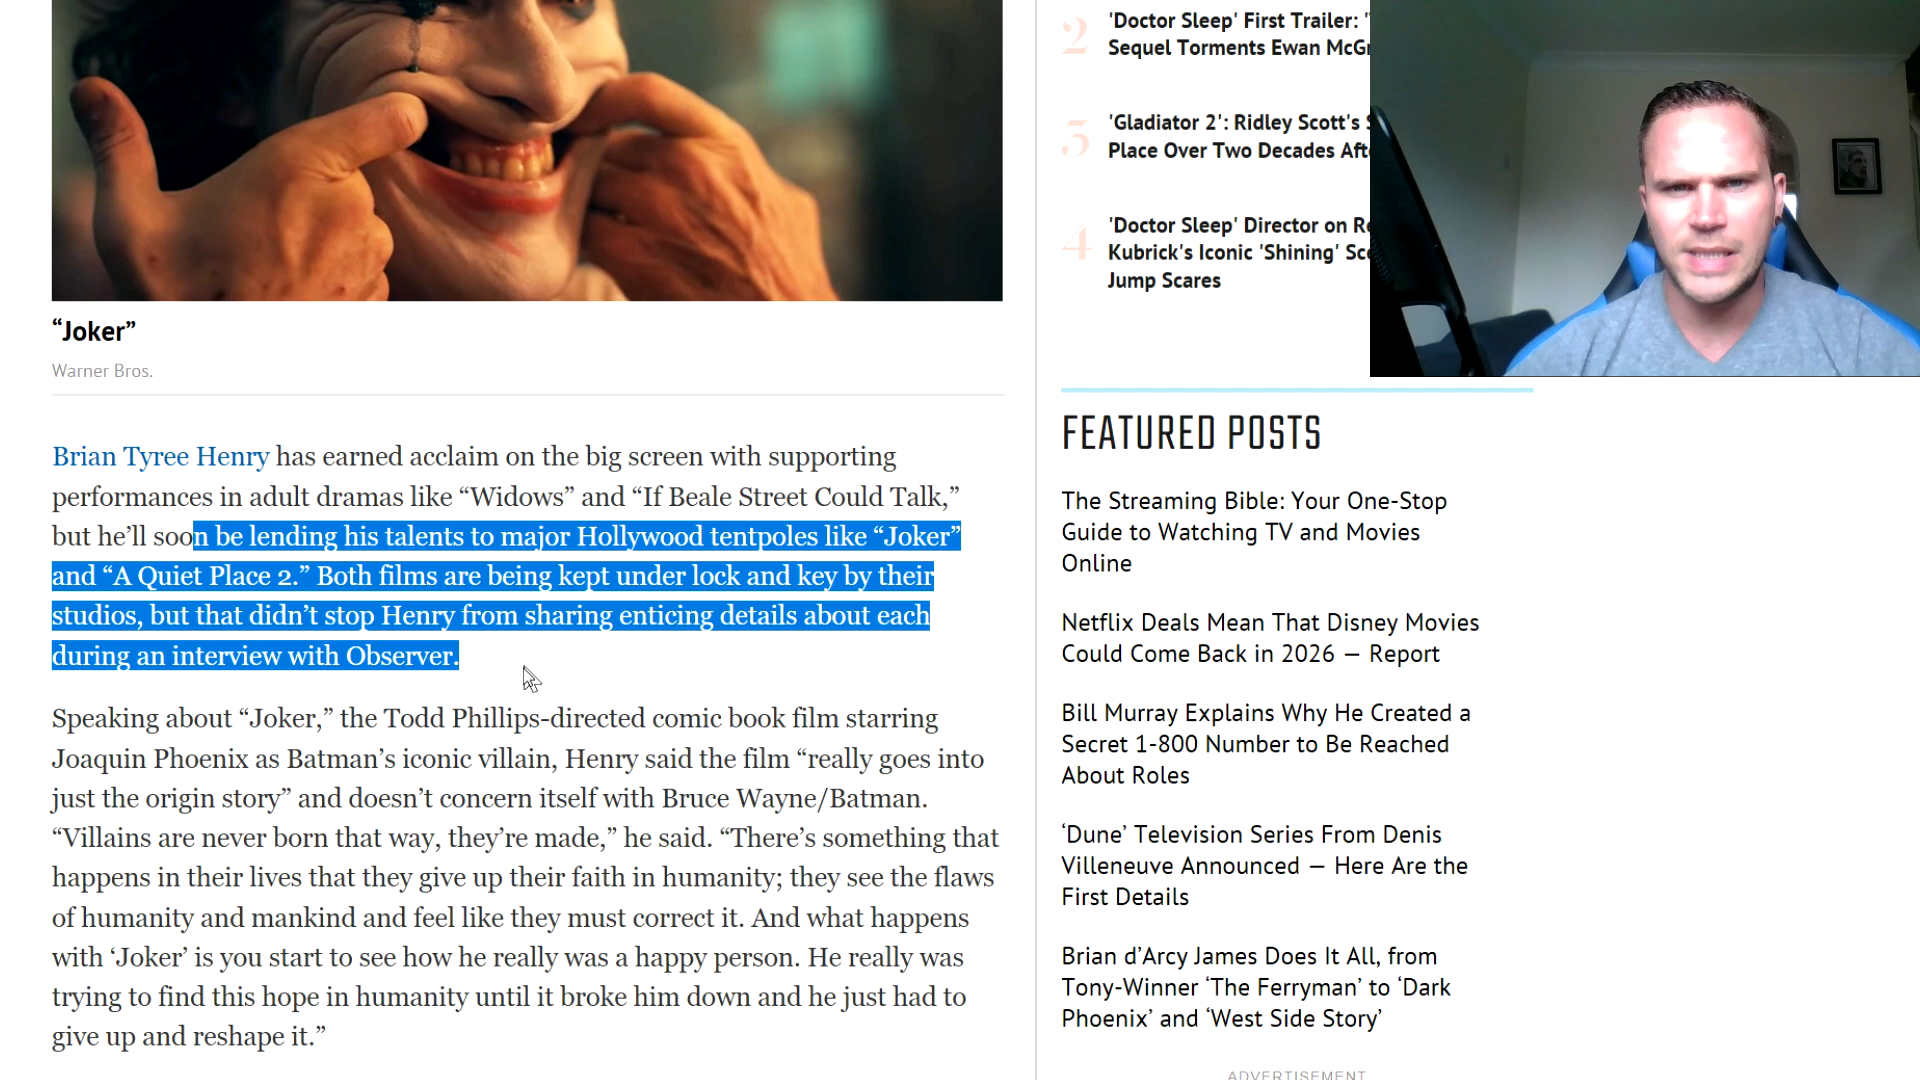 “Joker”
Warner Bros.
Brian Tyree Henry has earned acclaim on the big screen with supporting
performances in adult dramas like “Widows” and “If Beale Street Could Talk,”
but he’ll soon be lending his talents to major Hollywood tentpoles like “Joker”
and “A Quiet Place 2.” Both films are being kept under lock and key by their
studios, but that didn’t stop Henry from sharing enticing details about each
during an interview with Observer.
Speaking about “Joker,” the Todd Phillips-directed comic book film starring
Joaquin Phoenix as Batman’s iconic villain, Henry said the film “really goes into
just the origin story” and doesn’t concern itself with Bruce Wayne/Batman.
“Villains are never born that way, they’re made,” he said. “There’s something that
happens in their lives that they give up their faith in humanity; they see the flaws
of humanity and mankind and feel like they must correct it. And what happens
with ‘Joker’ is you start to see how he really was a happy person. He really was
trying to find this hope in humanity until it broke him down and he just had to
give up and reshape it.”
2
'Doctor Sleep' First Trailer:
Sequel Torments Ewan
3
'Gladiator 2': Ridley Scott's
Place Over Two Decades
4
'Doctor Sleep' Director on
Kubrick's Iconic 'Shining'
Jump Scares
FEATURED POSTS
The Streaming Bible: Your One-Stop
Guide to Watching TV and Movies
Online
Netflix Deals Mean That Disney Movies
Could Come Back in 2026 — Report
Bill Murray Explains Why He Created a
Secret 1-800 Number to Be Reached
About Roles
‘Dune’ Television Series From Denis
Villeneuve Announced — Here Are the
First Details
Brian d’Arcy James Does It All, from
Tony-Winner ‘The Ferryman’ to ‘Dark
Phoenix’ and ‘West Side Story’
ADVERTISEMENT